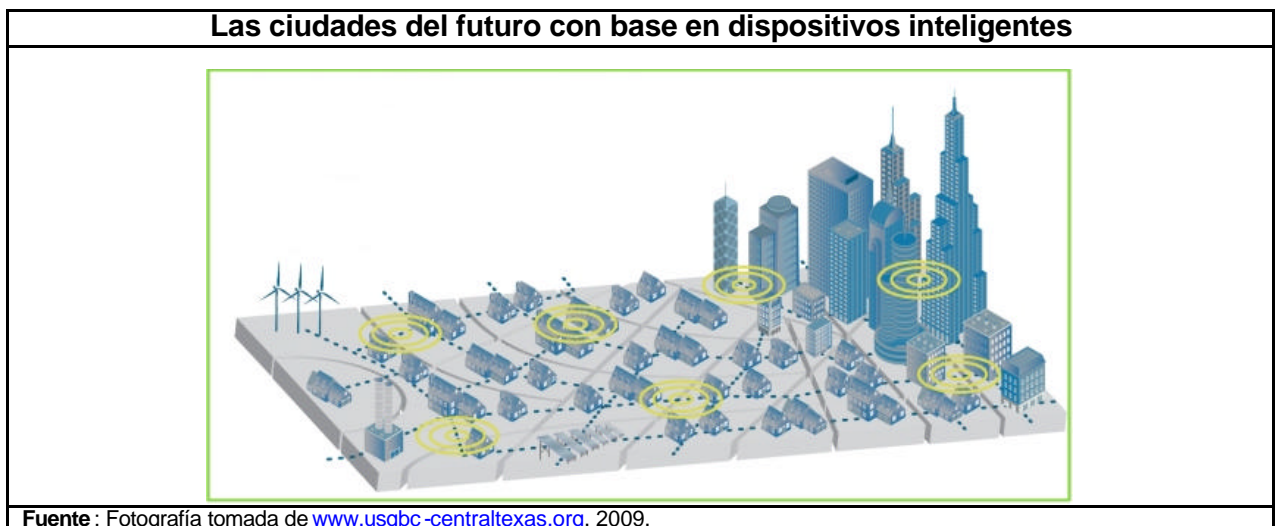 Las ciudades del futuro con base en dispositivos inteligentes
Fuente : Fotografía tomada de www.usgbc-centraltexas.org, 2009.